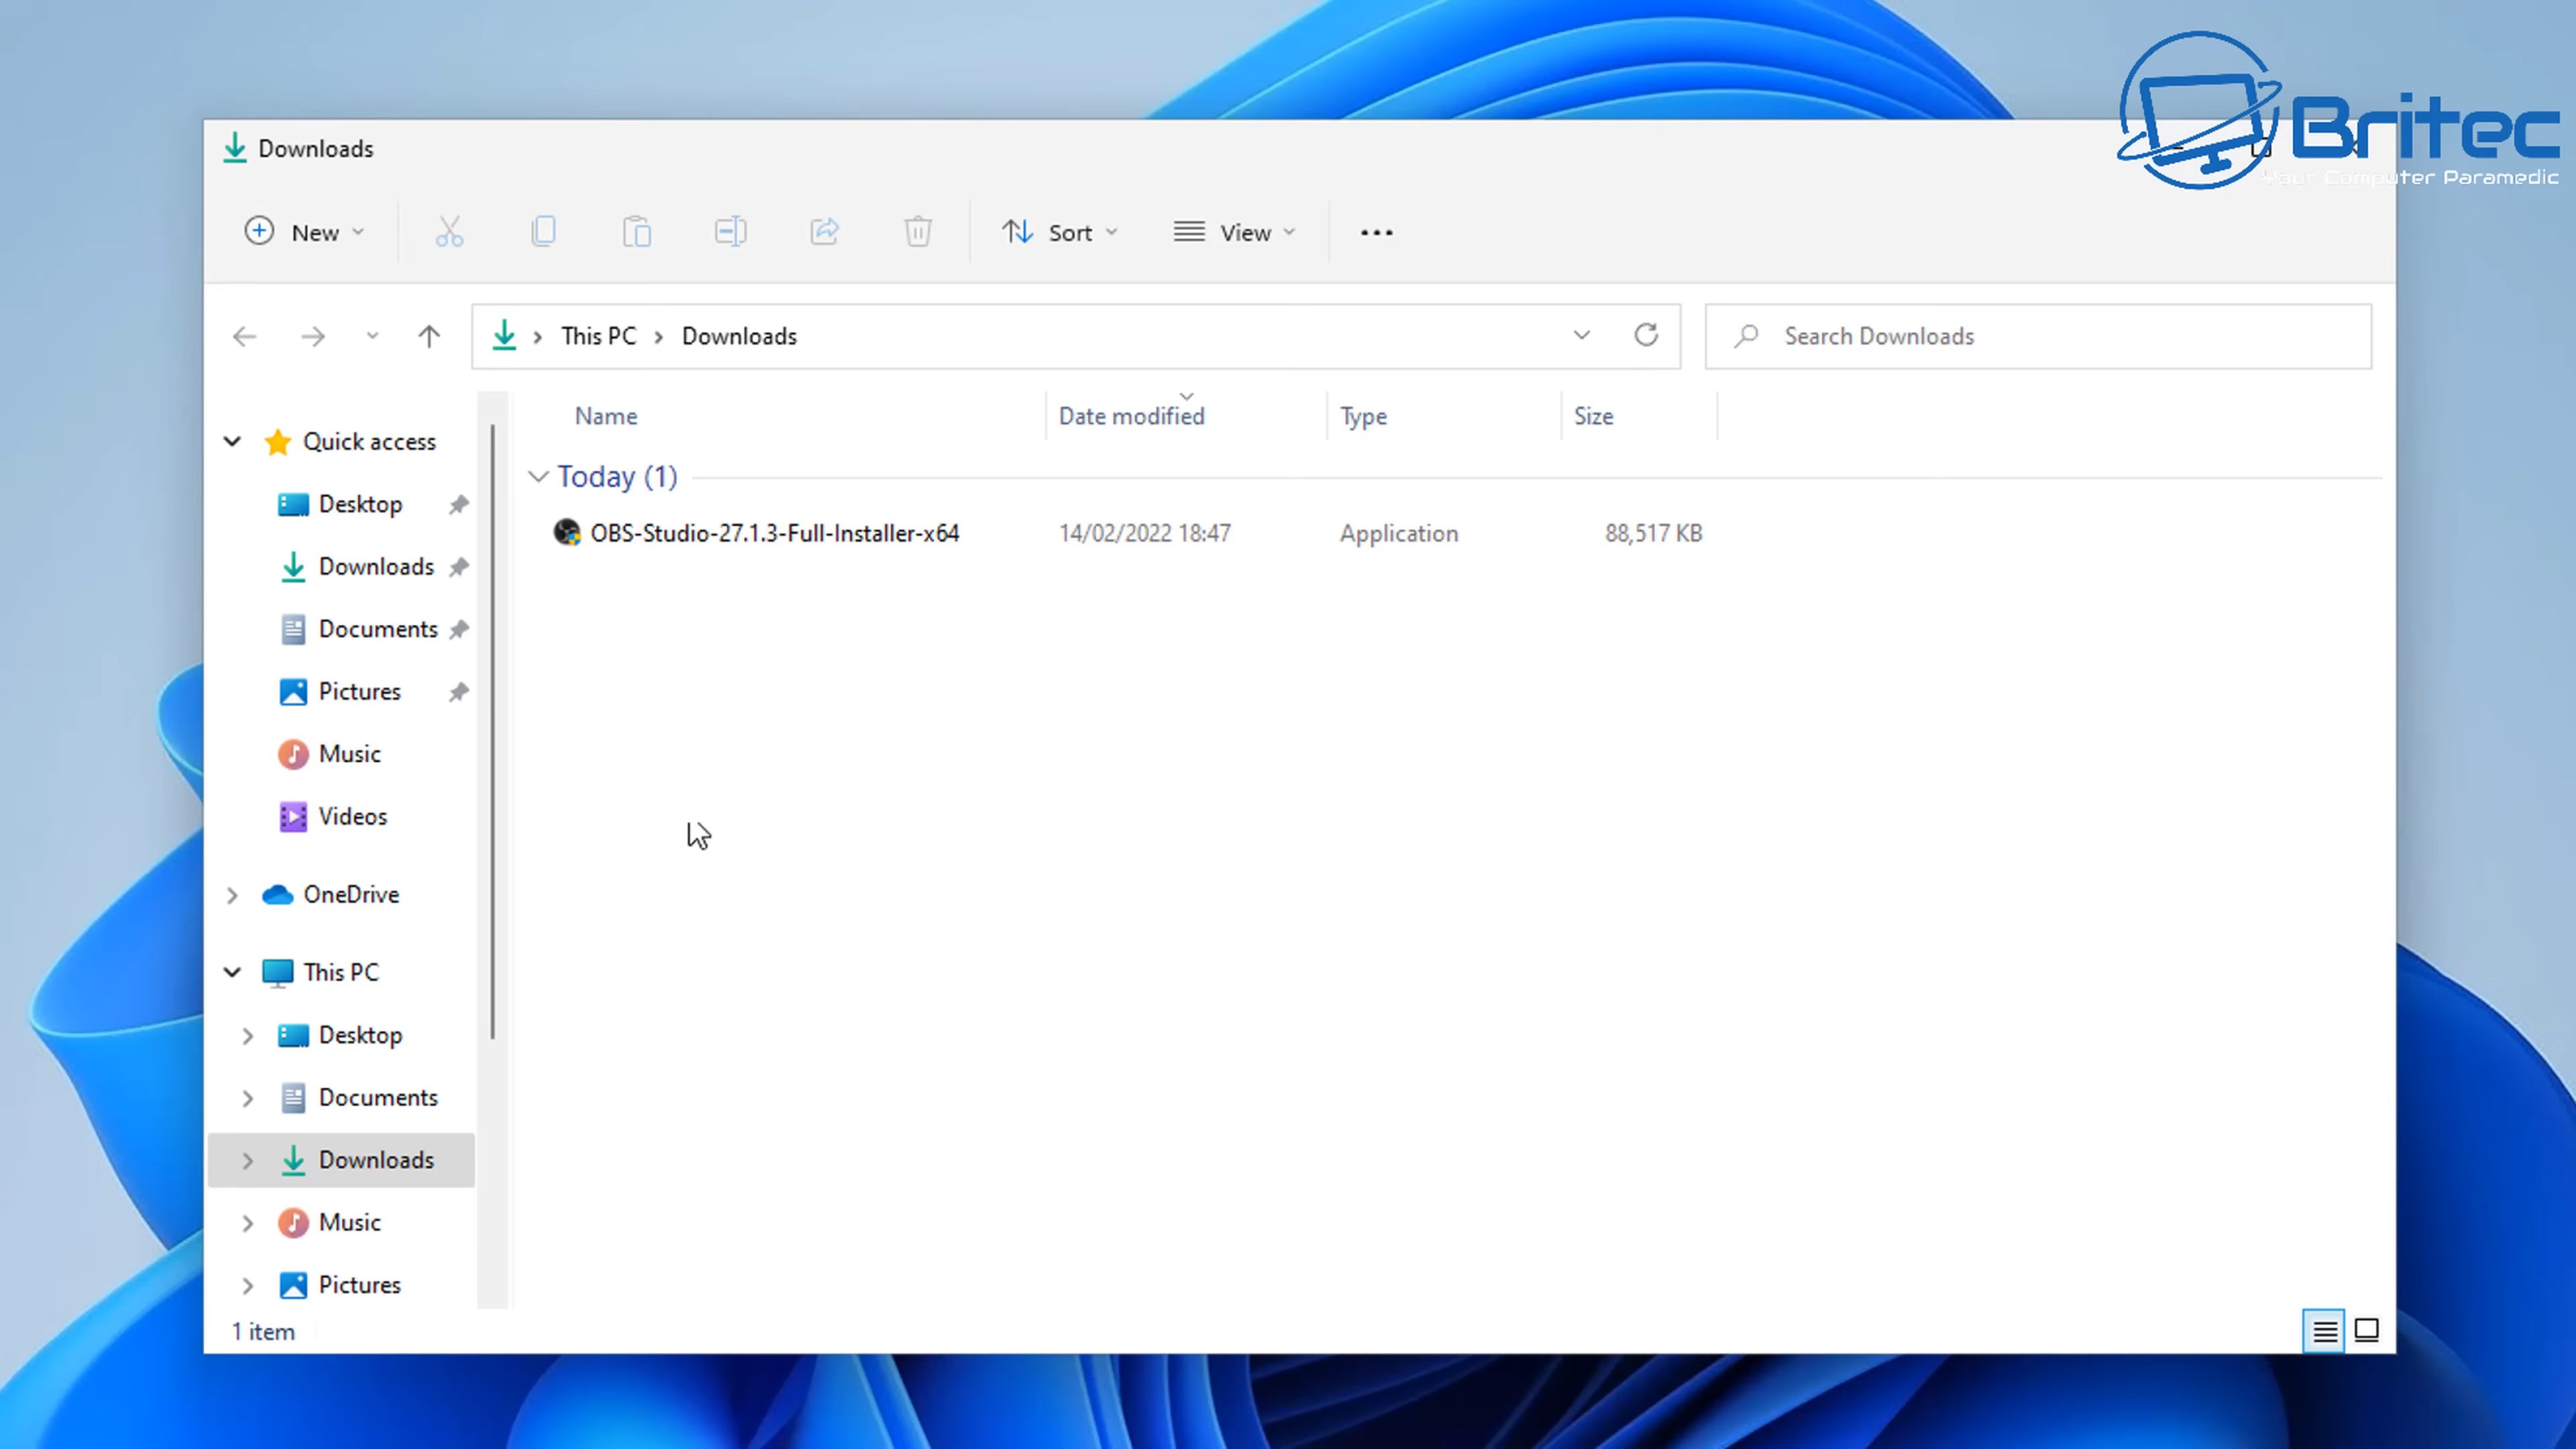 Britec
Your Computer Paramedic
Downloads
New
Sort
View
This PC
Downloads
Search Downloads
Name
Date modified
Type
Size
Quick access
Desktop
Downloads
Documents
Pictures
Music
Videos
OneDrive
This PC
Desktop
Documents
Downloads
Music
Pictures
Today (1)
OBS-Studio-27.1.3-Full-Installer-x64
14/02/2022 18:47
Application
88,517 KB
1 item